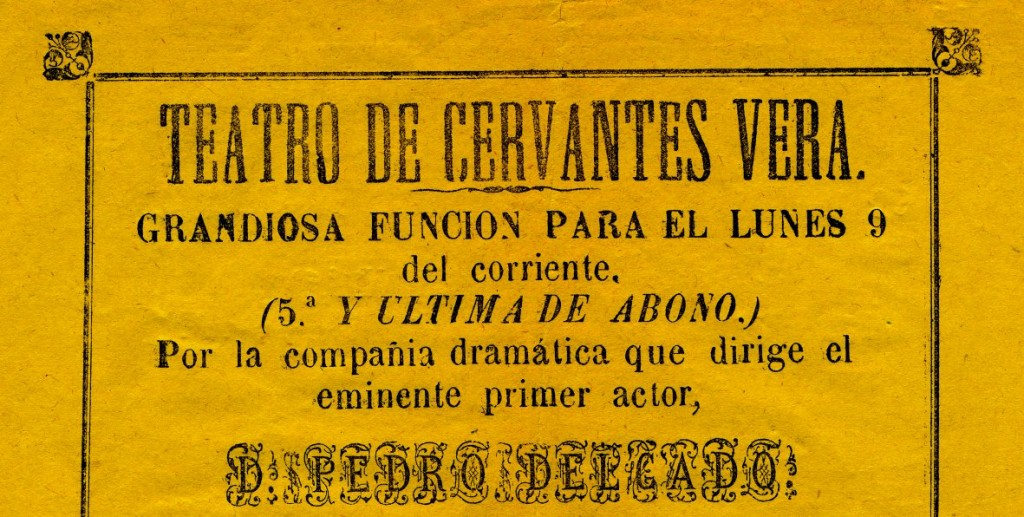 TEATRO DE CERVANTES VERA.
GRANDIOSA FUNCION PARA EL LUNES 9
del corriente.
(5.ª Y ULTIMA DE ABONO.)
Por la compañia dramática que dirige el
eminente primer actor,
D. PEDRO DELGADO.